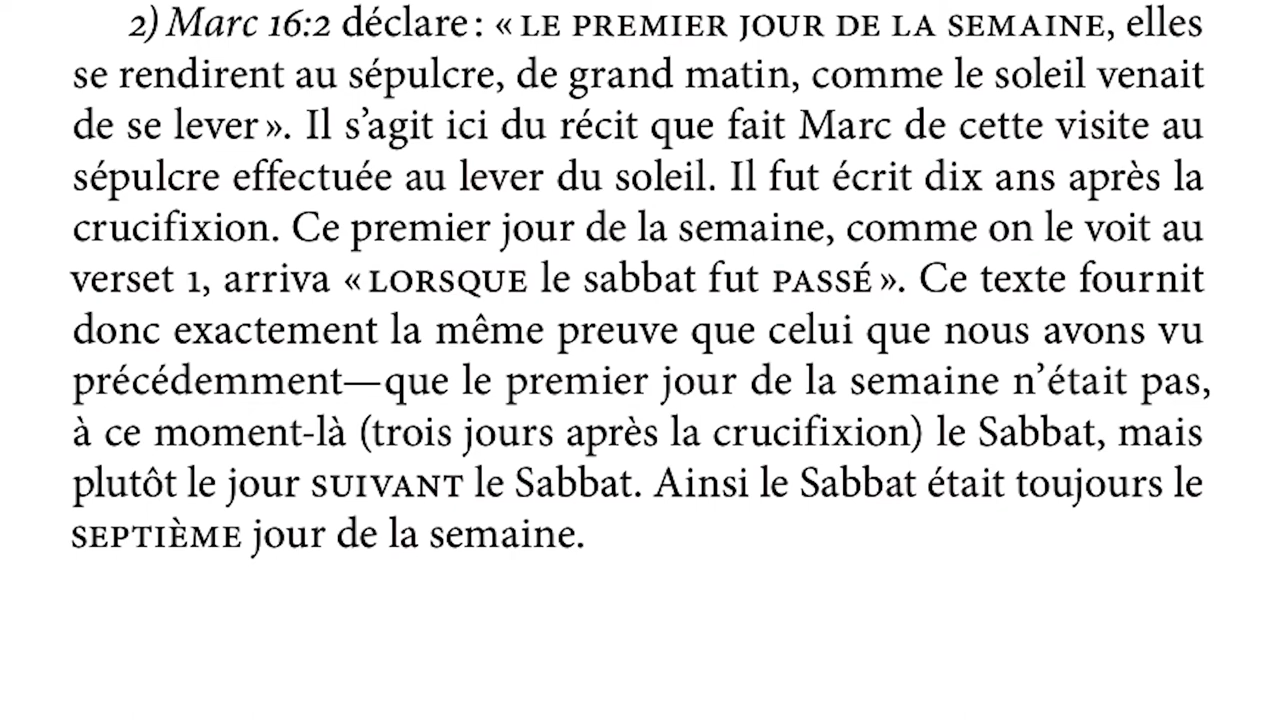 2) Marc 16:2 déclare : « LE PREMIER JOUR DE LA SEMAINE, elles
se rendirent au sépulcre, de grand matin, comme le soleil venait
de se lever ». Il s’agit ici du récit que fait Marc de cette visite au
sépulcre effectuée au lever du soleil. Il fut écrit dix ans après la
crucifixion. Ce premier jour de la semaine, comme on le voit au
verset 1, arriva « LORSQUE le sabbat fut PASSÉ ». Ce texte fournit
donc exactement la même preuve que celui que nous avons vu
précédemment—que le premier jour de la semaine n’était pas,
à ce moment-là (trois jours après la crucifixion) le Sabbat, mais
plutôt le jour SUIVANT le Sabbat. Ainsi le Sabbat était toujours le
SEPTIÈME jour de la semaine.